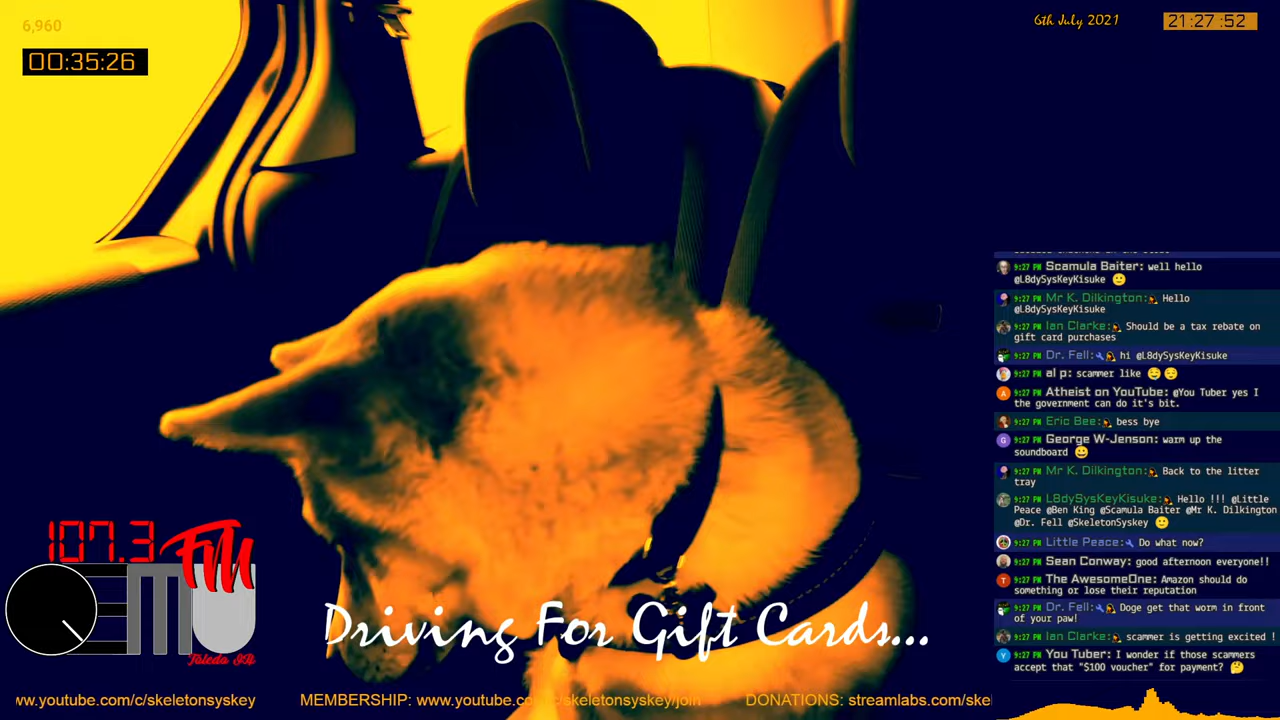 6,960
00:35:26
6th July 2021
21:27:52
9:27 PM Scamula Baiter: well hello
@L8dySysKeyKisuke 🙂
9:27 PM Mr K. Dilkington: Hello
@L8dySysKeyKisuke
9:27 PM Ian Clarke: Should be a tax rebate on
gift card purchases
9:27 PM Dr. Fell: hi @L8dySysKeyKisuke
9:27 PM al p: scammer like
9:27 PM Atheist on YouTube: @You Tuber yes I
the government can do it's bit.
9:27 PM Eric Bee: bess bye
9:27 PM George W-Jenson: warm up the
soundboard 😀
9:27 PM Mr K. Dilkington: Back to the litter
tray
9:27 PM L8dySysKeyKisuke: Hello !!! @Little
Peace @Ben King @Scamula Baiter @Mr K. Dilkington
@Dr. Fell @SkeletonSyskey 🙂
9:27 PM Little Peace: Do what now?
9:27 PM Sean Conway: good afternoon everyone!!
9:27 PM The AwesomeOne: Amazon should do
something or lose their reputation
9:27 PM Dr. Fell: Doge get that worm in front
of your paw!
9:27 PM Ian Clarke: scammer is getting excited !
9:27 PM You Tuber: I wonder if those scammers
accept that "$100 voucher" for payment? 🤔
107.3 FM
QEMU
Driving For Gift Cards...
ww.youtube.com/c/skeletonsyskey MEMBERSHIP: www.youtube.com/c/skeletonsyskey/join DONATIONS: streamlabs.com/ske